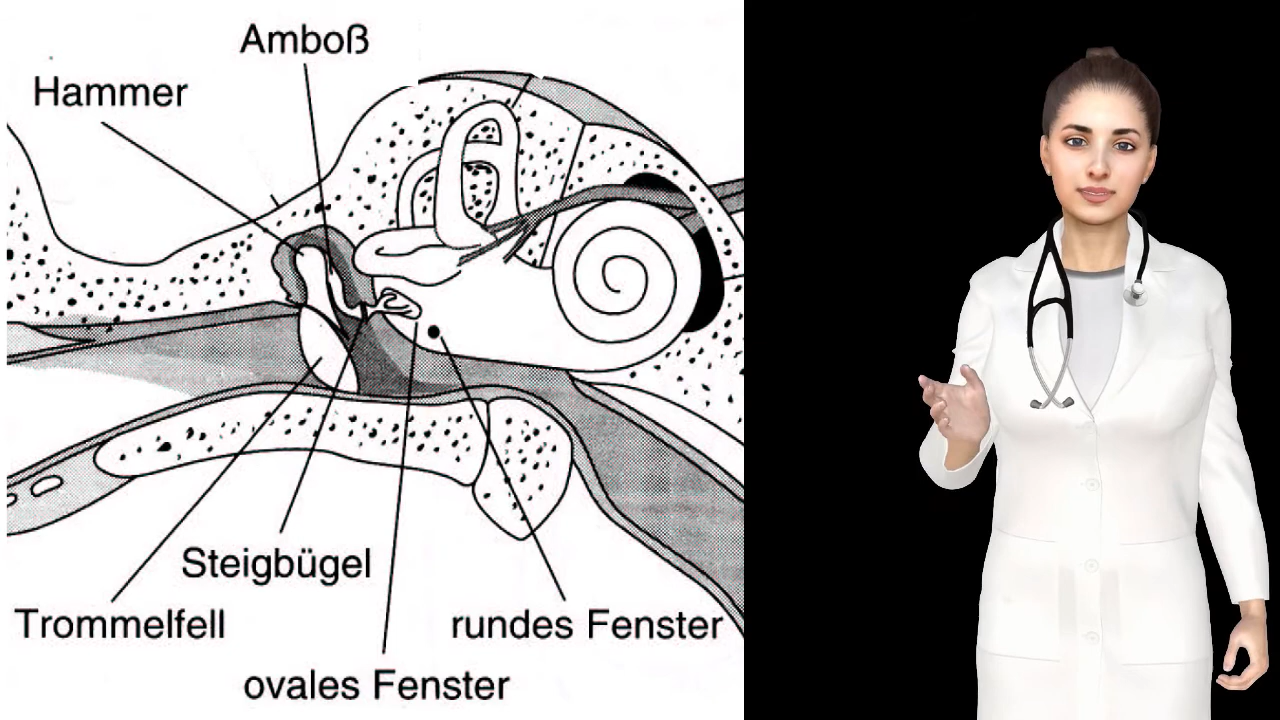 Amboß
Hammer
Steigbügel
Trommelfell
rundes Fenster
ovales Fenster